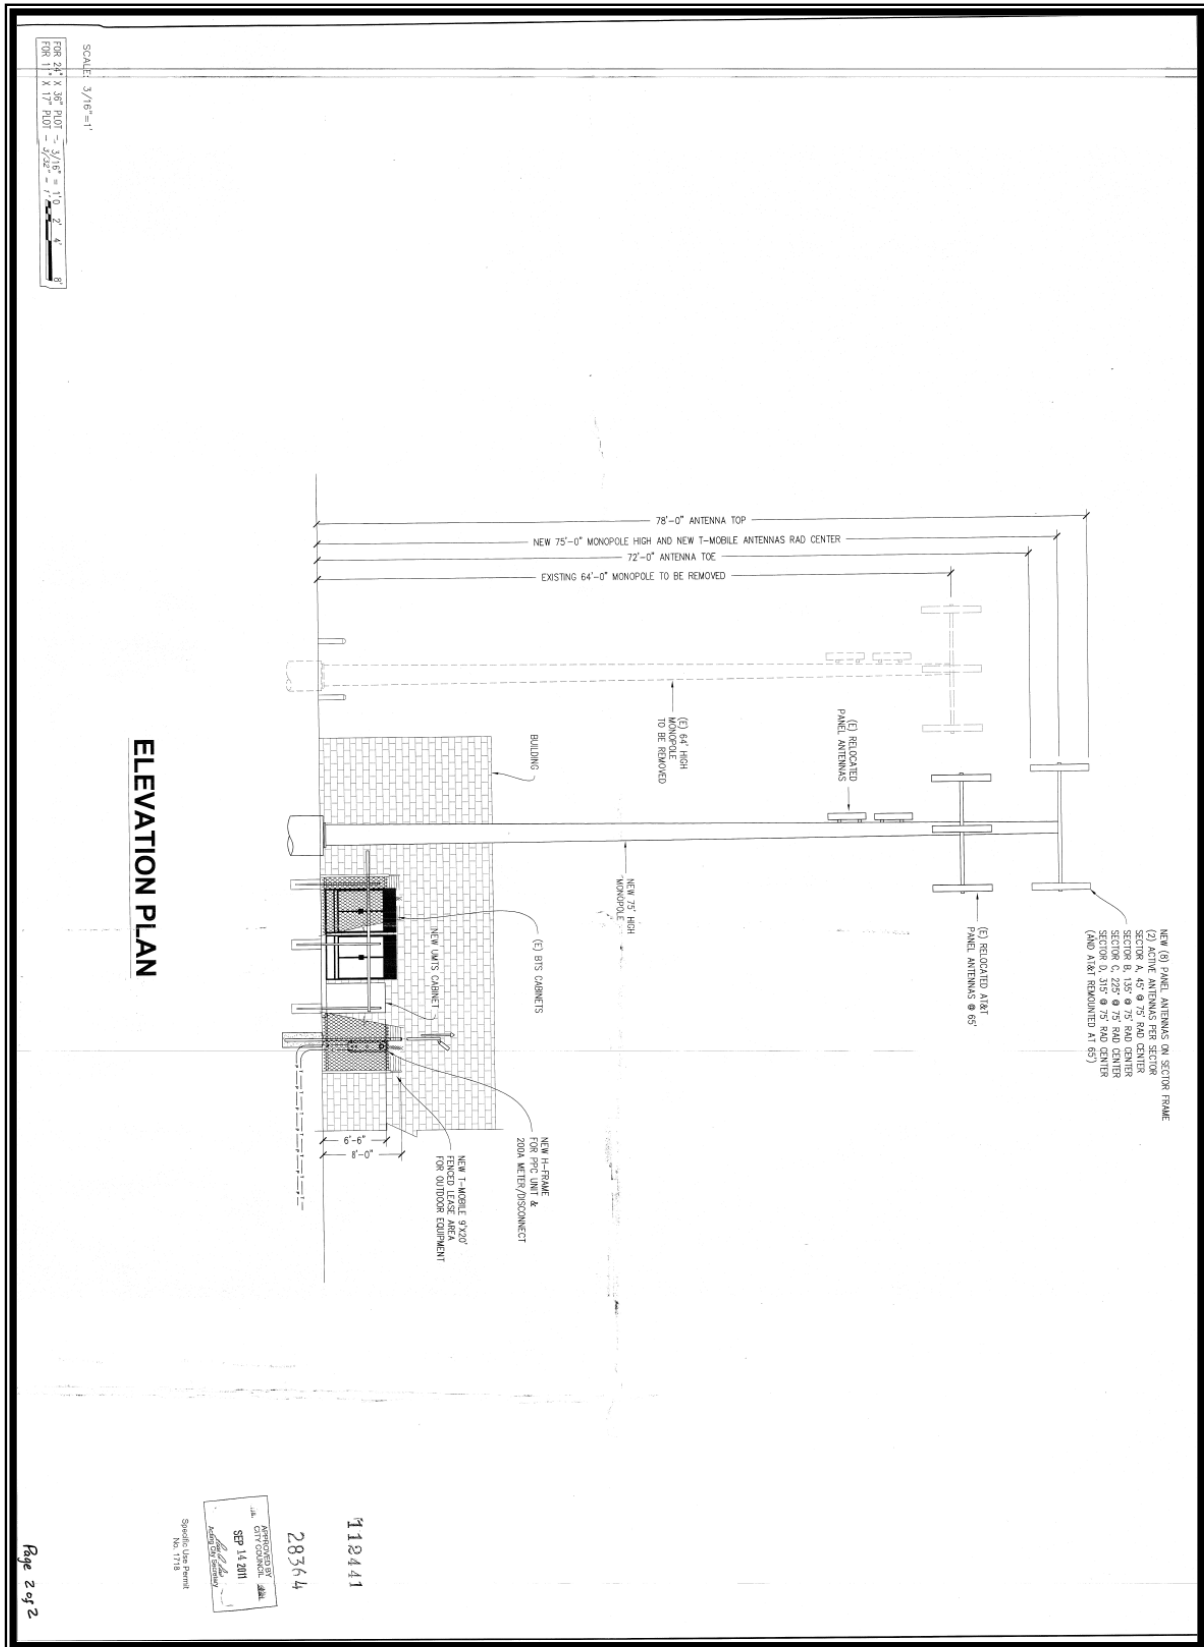 SCALE: 3/16"=1'
FOR 24" X 36" PLOT - 3/16" = 1'
FOR 11" X 17" PLOT - 3/32" = 1'
0 2' 4' 8'
78'-0" ANTENNA TOP
NEW 75'-0" MONOPOLE HIGH AND NEW T-MOBILE ANTENNAS RAD CENTER
72'-0" ANTENNA TOE
EXISTING 64'-0" MONOPOLE TO BE REMOVED
NEW (8) PANEL ANTENNAS ON SECTOR FRAME
(2) ACTIVE ANTENNAS PER SECTOR
SECTOR A, 45° @ 75' RAD CENTER
SECTOR B, 135° @ 75' RAD CENTER
SECTOR C, 225° @ 75' RAD CENTER
SECTOR D, 315° @ 75' RAD CENTER
(AND AT&T REMOUNTED AT 65')
(E) RELOCATED AT&T
PANEL ANTENNAS @ 65'
(E) RELOCATED
PANEL ANTENNAS
(E) 64' HIGH
MONOPOLE
TO BE REMOVED
NEW 75' HIGH
MONOPOLE
BUILDING
(E) BTS CABINETS
NEW UMTS CABINET
NEW H-FRAME
FOR PPC UNIT &
200A METER/DISCONNECT
NEW T-MOBILE 9'X20'
FENCED LEASE AREA
FOR OUTDOOR EQUIPMENT
6'-6"
8'-0"
ELEVATION PLAN
112441
28364
APPROVED BY
CITY COUNCIL
SEP 14 2011
Acting City Secretary
Specific Use Permit
No. 1718
Page 2 of 2